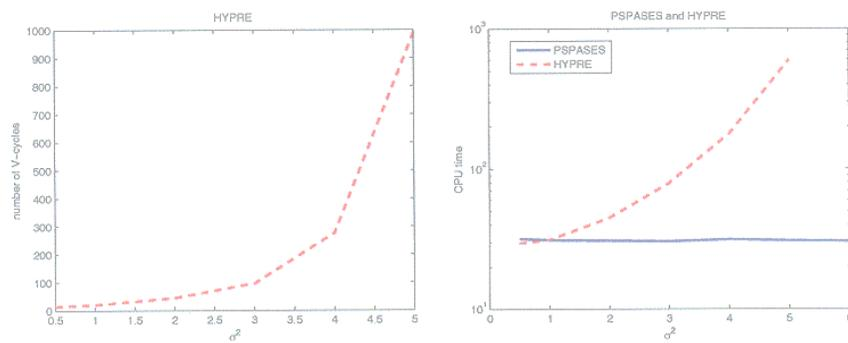 HYPRE
1000
900
800
700
600
500
400
300
200
100
0
number of V-cycles
0.5 1 1.5 2 2.5 3 3.5 4 4.5 5
σ²
PSPASES and HYPRE
PSPASES
HYPRE
10³
10²
10¹
CPU time
0 1 2 3 4 5 6
σ²